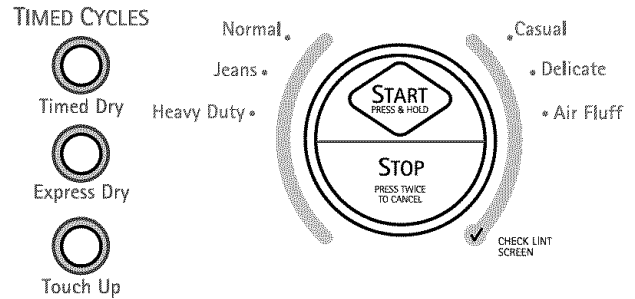 TIMED CYCLES
Timed Dry
Express Dry
Touch Up
Normal
Jeans
Heavy Duty
START
PRESS & HOLD
STOP
PRESS TWICE
TO CANCEL
Casual
Delicate
Air Fluff
CHECK LINT
SCREEN